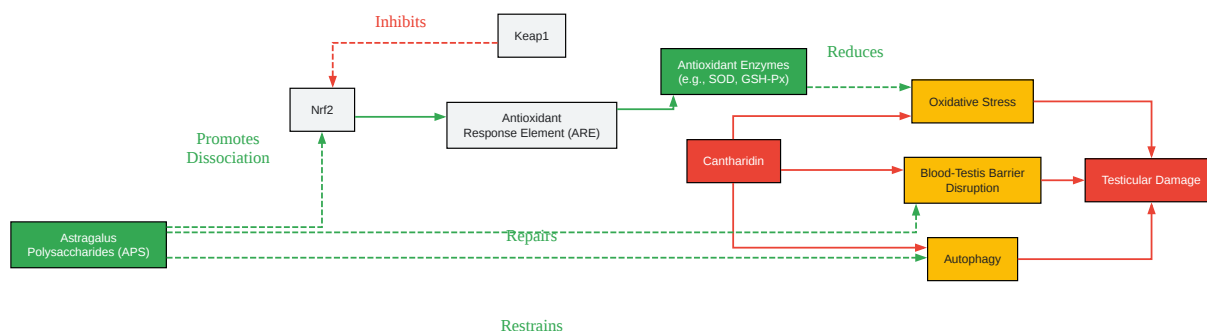 Inhibits
Keap1
Reduces
Antioxidant Enzymes
(e.g., SOD, GSH-Px)
Nrf2
Oxidative Stress
Antioxidant
Response Element (ARE)
Promotes
Dissociation
Cantharidin
Blood-Testis Barrier
Disruption
Testicular Damage
Astragalus
Polysaccharides (APS)
Repairs
Autophagy
Restrains